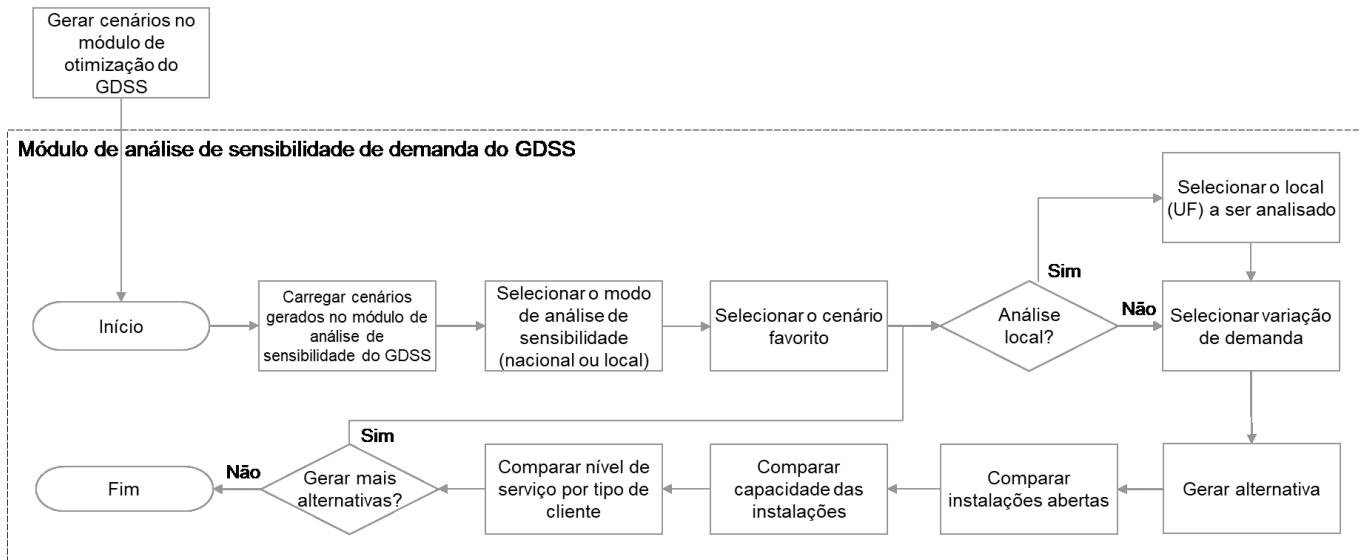 Gerar cenários no
módulo de
otimização do
GDSS
Módulo de análise de sensibilidade de demanda do GDSS
Início
Carregar cenários
gerados no módulo de
análise de
sensibilidade do GDSS
Selecionar o modo
de análise de
sensibilidade
(nacional ou local)
Selecionar o cenário
favorito
Análise
local?
Sim
Selecionar o local
(UF) a ser analisado
Não
Selecionar variação
de demanda
Gerar alternativa
Comparar
instalações abertas
Comparar
capacidade das
instalações
Comparar nível de
serviço por tipo de
cliente
Gerar mais
alternativas?
Sim
Não
Fim